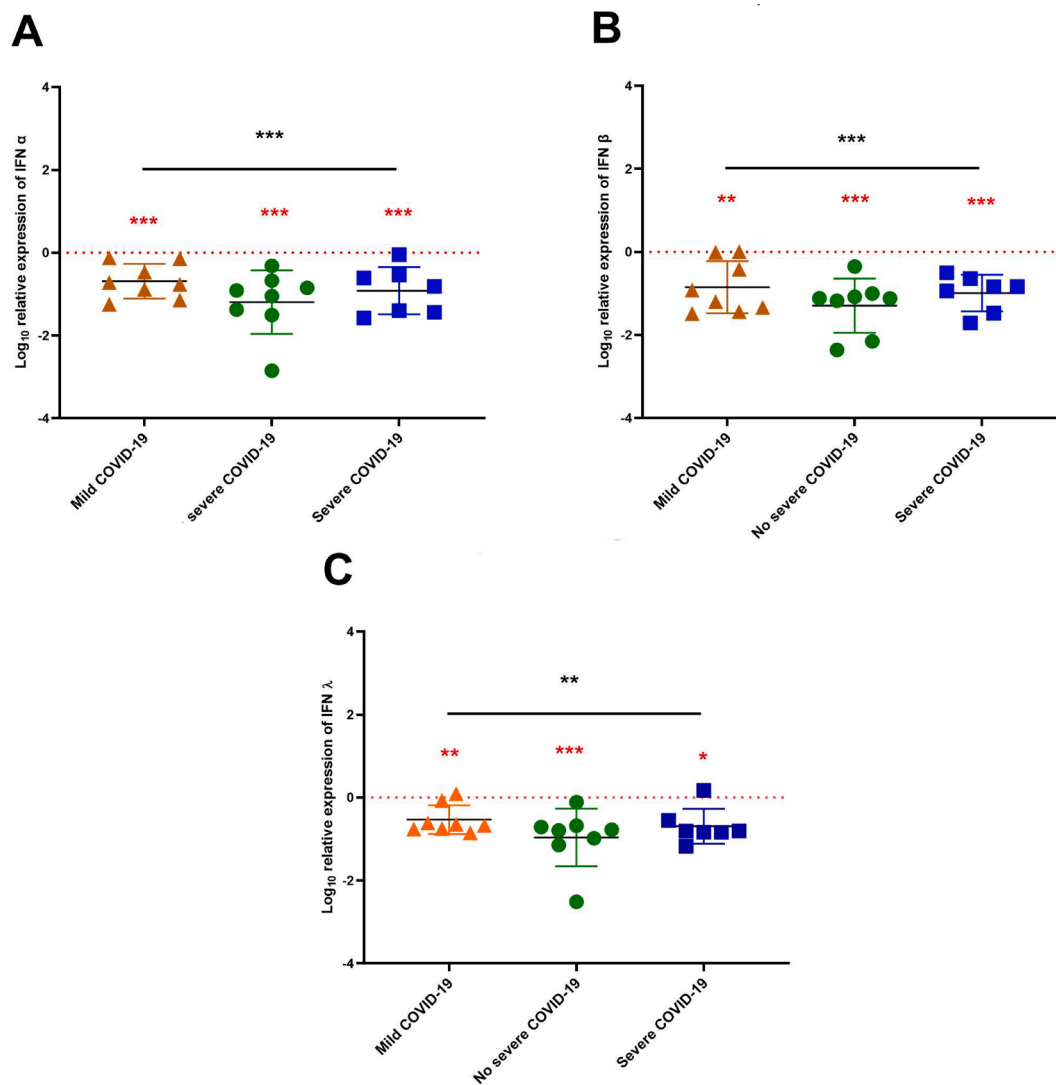 A
Log10 relative expression of IFN α
4
2
0
-2
-4
***
***
***
***
Mild COVID-19
severe COVID-19
Severe COVID-19
B
Log10 relative expression of IFN β
4
2
0
-2
-4
***
**
***
***
Mild COVID-19
No severe COVID-19
Severe COVID-19
C
Log10 relative expression of IFN λ
4
2
0
-2
-4
**
**
***
*
Mild COVID-19
No severe COVID-19
Severe COVID-19